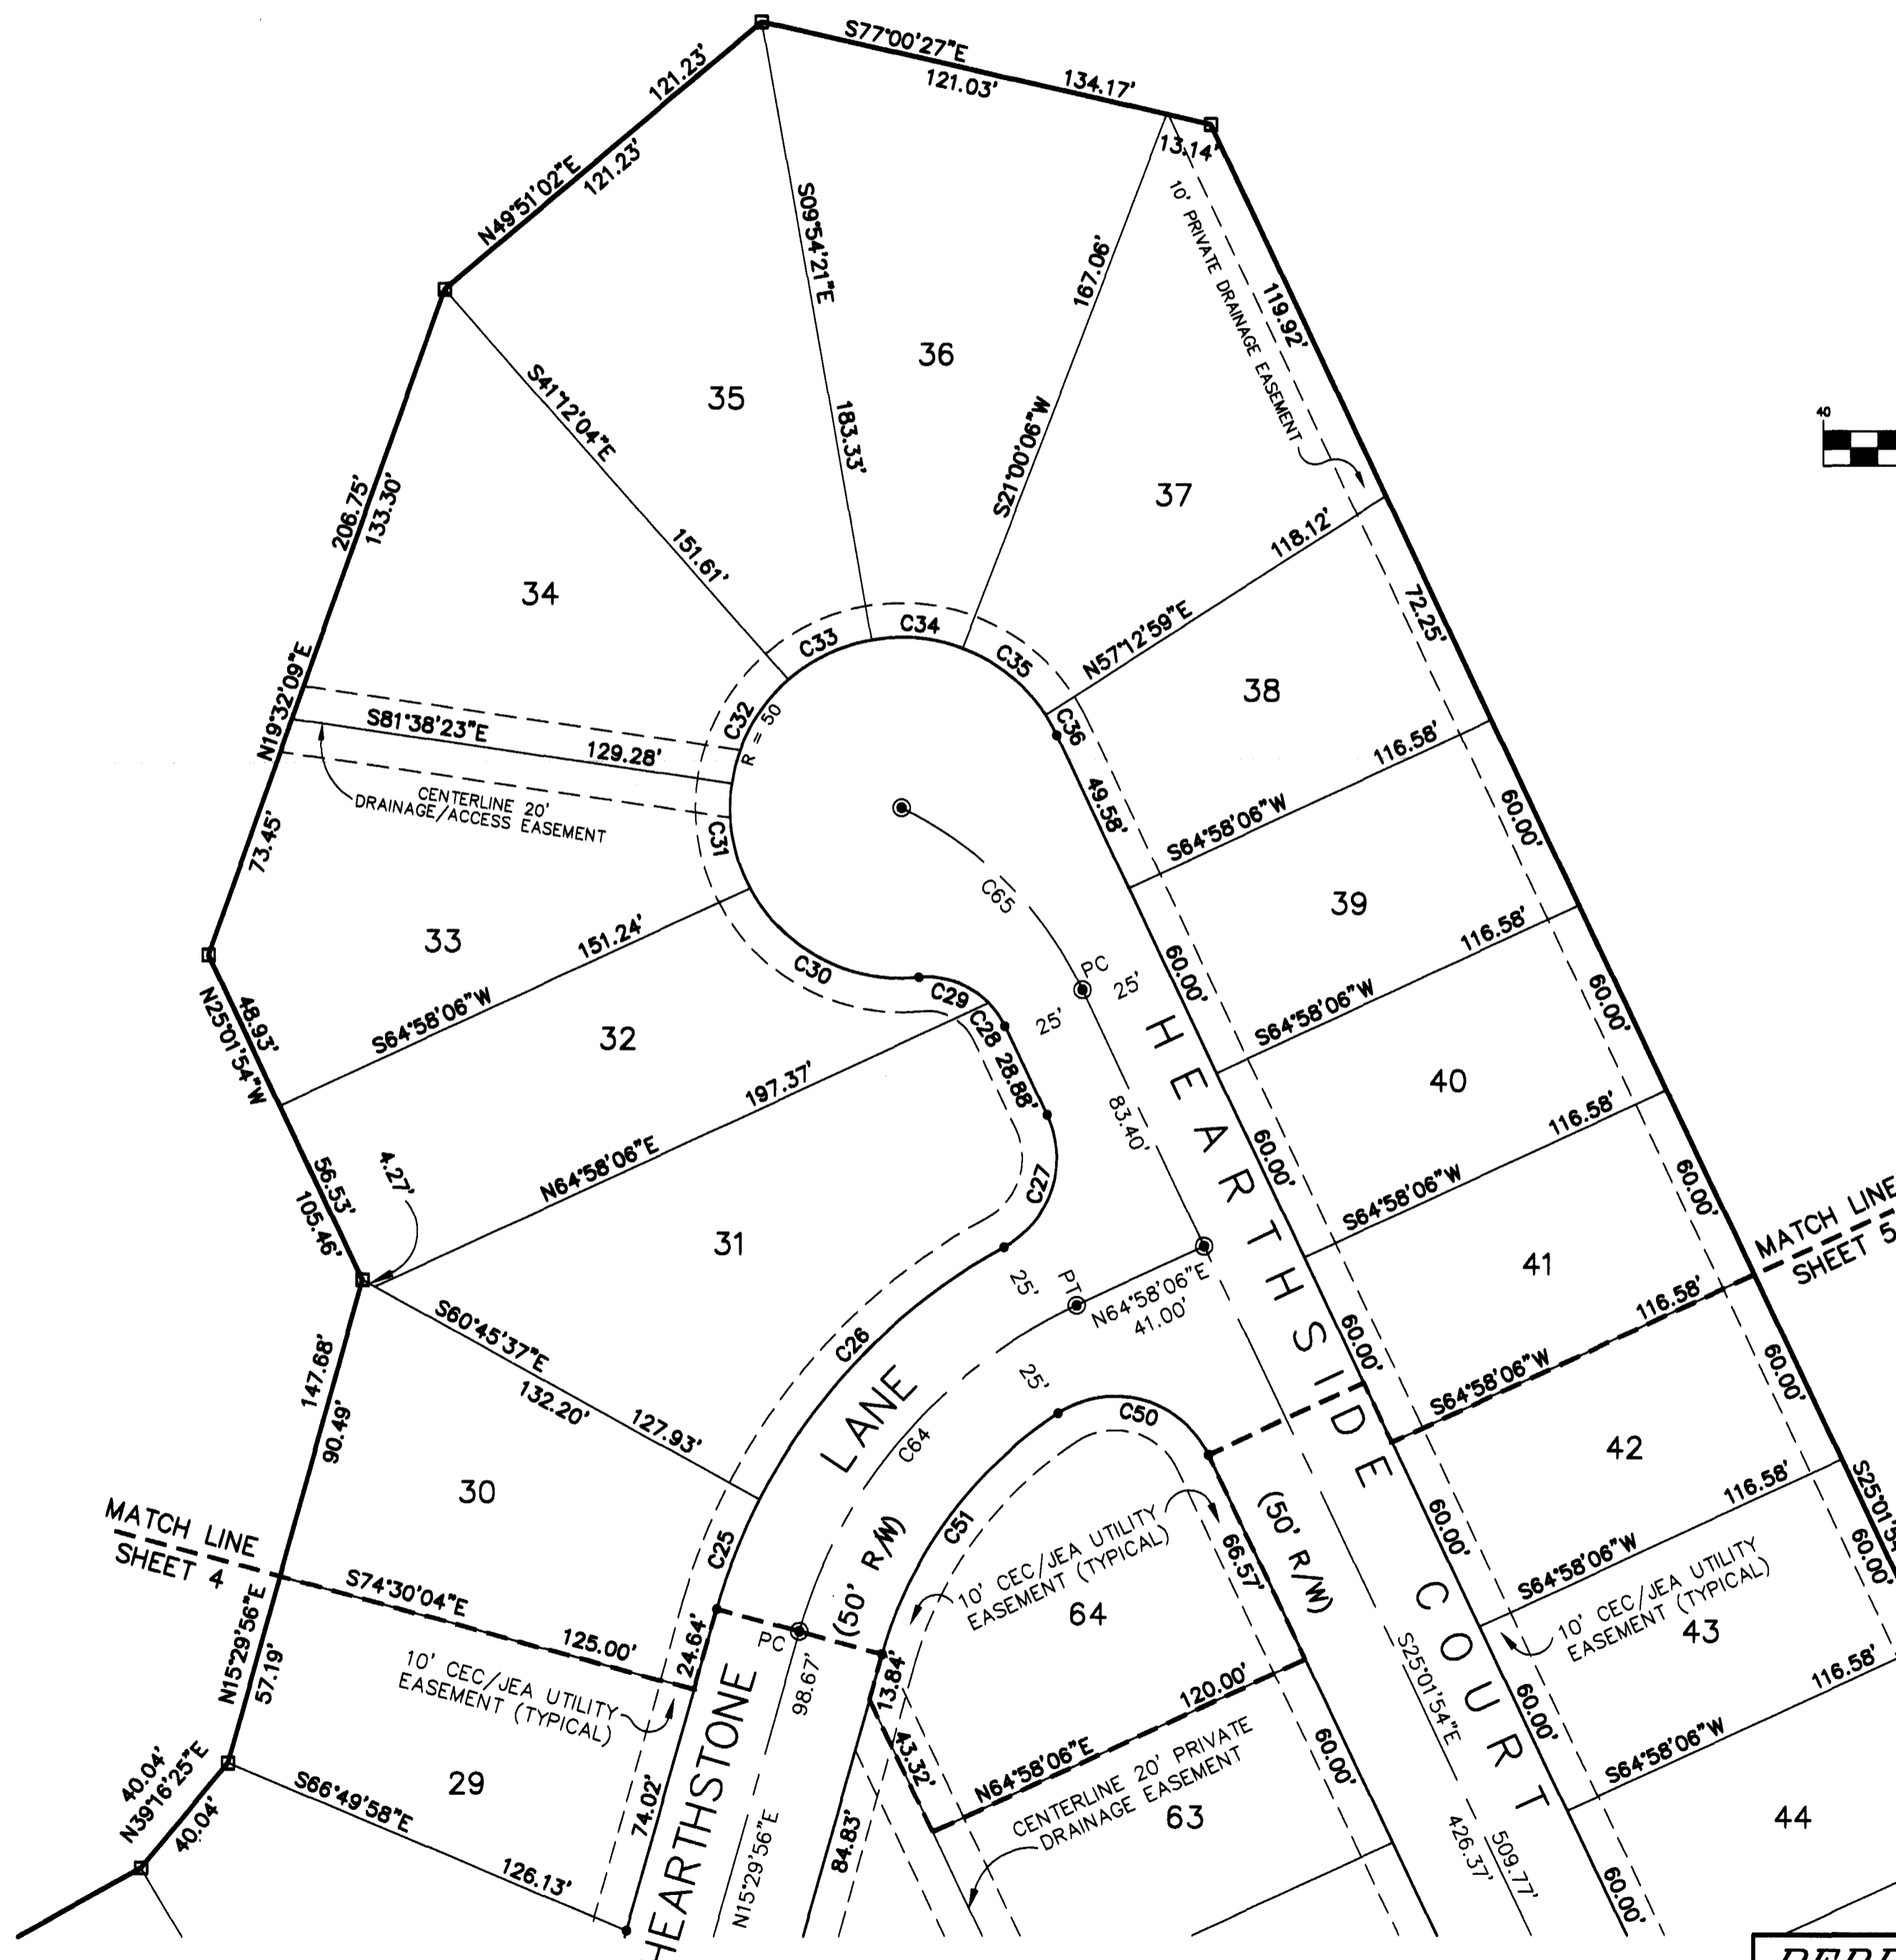 S77°00'27"E
121.03'
134.17'
13.14'
121.23'
N49°51'02"E
121.23'
10' PRIVATE DRAINAGE EASEMENT
119.92'
S09°54'21"E
183.33'
167.06'
S21°00'06"W
36
35
37
40
S41°12'04"E
151.61'
206.75'
133.30'
34
118.12'
N57°12'59"E
72.25'
C33
C34
C35
C32
R = 50
C36
38
N19°32'09"E
S81°38'23"E
129.28'
CENTERLINE 20'
DRAINAGE/ACCESS EASEMENT
49.58'
116.58'
S64°58'06"W
60.00'
73.45'
C31
C65
39
33
151.24'
S64°58'06"W
C30
C29
C28
PC
25'
25'
60.00'
116.58'
S64°58'06"W
60.00'
48.93'
N25°01'54"W
32
28.88'
40
197.37'
N64°58'06"E
83.40'
60.00'
116.58'
S64°58'06"W
60.00'
4.27'
56.53'
105.46'
C27
31
41
MATCH LINE
SHEET 5
25'
PT
N64°58'06"E
41.00'
116.58'
S64°58'06"W
60.00'
60.00'
S60°45'37"E
132.20'
127.93'
C26
25'
147.68'
90.49'
LANE
C64
C50
42
30
HEARTHSIDE COURT
116.58'
S64°58'06"W
60.00'
60.00'
MATCH LINE
SHEET 4
C25
C51
(50' R/W)
(50' R/W)
66.57'
10' CEC/JEA UTILITY
EASEMENT (TYPICAL)
64
10' CEC/JEA UTILITY
EASEMENT (TYPICAL)
43
S74°30'04"E
125.00'
24.64'
PC
98.67'
13.84'
S25°01'54"E
N15°29'56"E
57.19'
10' CEC/JEA UTILITY
EASEMENT (TYPICAL)
43.32'
120.00'
N64°58'06"E
60.00'
60.00'
116.58'
S64°58'06"W
40.04'
N39°16'25"E
40.04'
S66°49'58"E
29
126.13'
74.02'
HEARTHSTONE
N15°29'56"E
84.83'
CENTERLINE 20' PRIVATE
DRAINAGE EASEMENT
63
44
426.37'
509.77'
60.00'